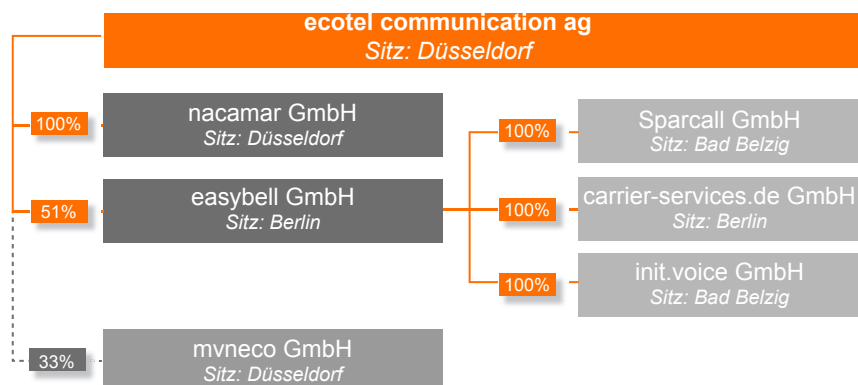 ecotel communication ag
Sitz: Düsseldorf
100%
nacamar GmbH
Sitz: Düsseldorf
51%
easybell GmbH
Sitz: Berlin
100%
Sparcall GmbH
Sitz: Bad Belzig
100%
carrier-services.de GmbH
Sitz: Berlin
100%
init.voice GmbH
Sitz: Bad Belzig
33%
mvneco GmbH
Sitz: Düsseldorf